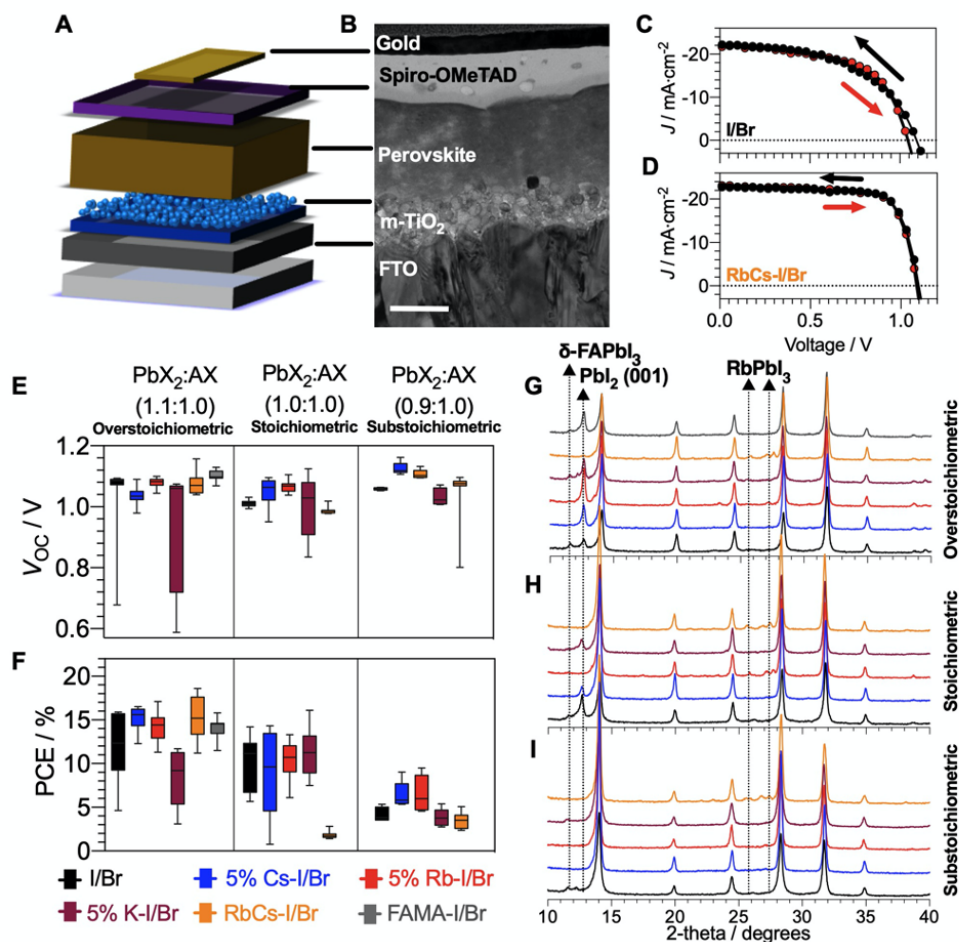 A
B
Gold
Spiro-OMeTAD
Perovskite
m-TiO₂
FTO
C
-20
-10
0
J / mA·cm⁻²
I/Br
D
-20
-10
0
J / mA·cm⁻²
RbCs-I/Br
0.0
0.5
1.0
Voltage / V
E
PbX₂:AX
(1.1:1.0)
Overstoichiometric
PbX₂:AX
(1.0:1.0)
Stoichiometric
PbX₂:AX
(0.9:1.0)
Substoichiometric
1.2
1.0
0.8
0.6
V_OC / V
F
20
15
10
5
0
PCE / %
I/Br
5% Cs-I/Br
5% Rb-I/Br
5% K-I/Br
RbCs-I/Br
FAMA-I/Br
δ-FAPbI₃
PbI₂ (001)
RbPbI₃
G
Overstoichiometric
H
Stoichiometric
I
Substoichiometric
10
15
20
25
30
35
40
2-theta / degrees